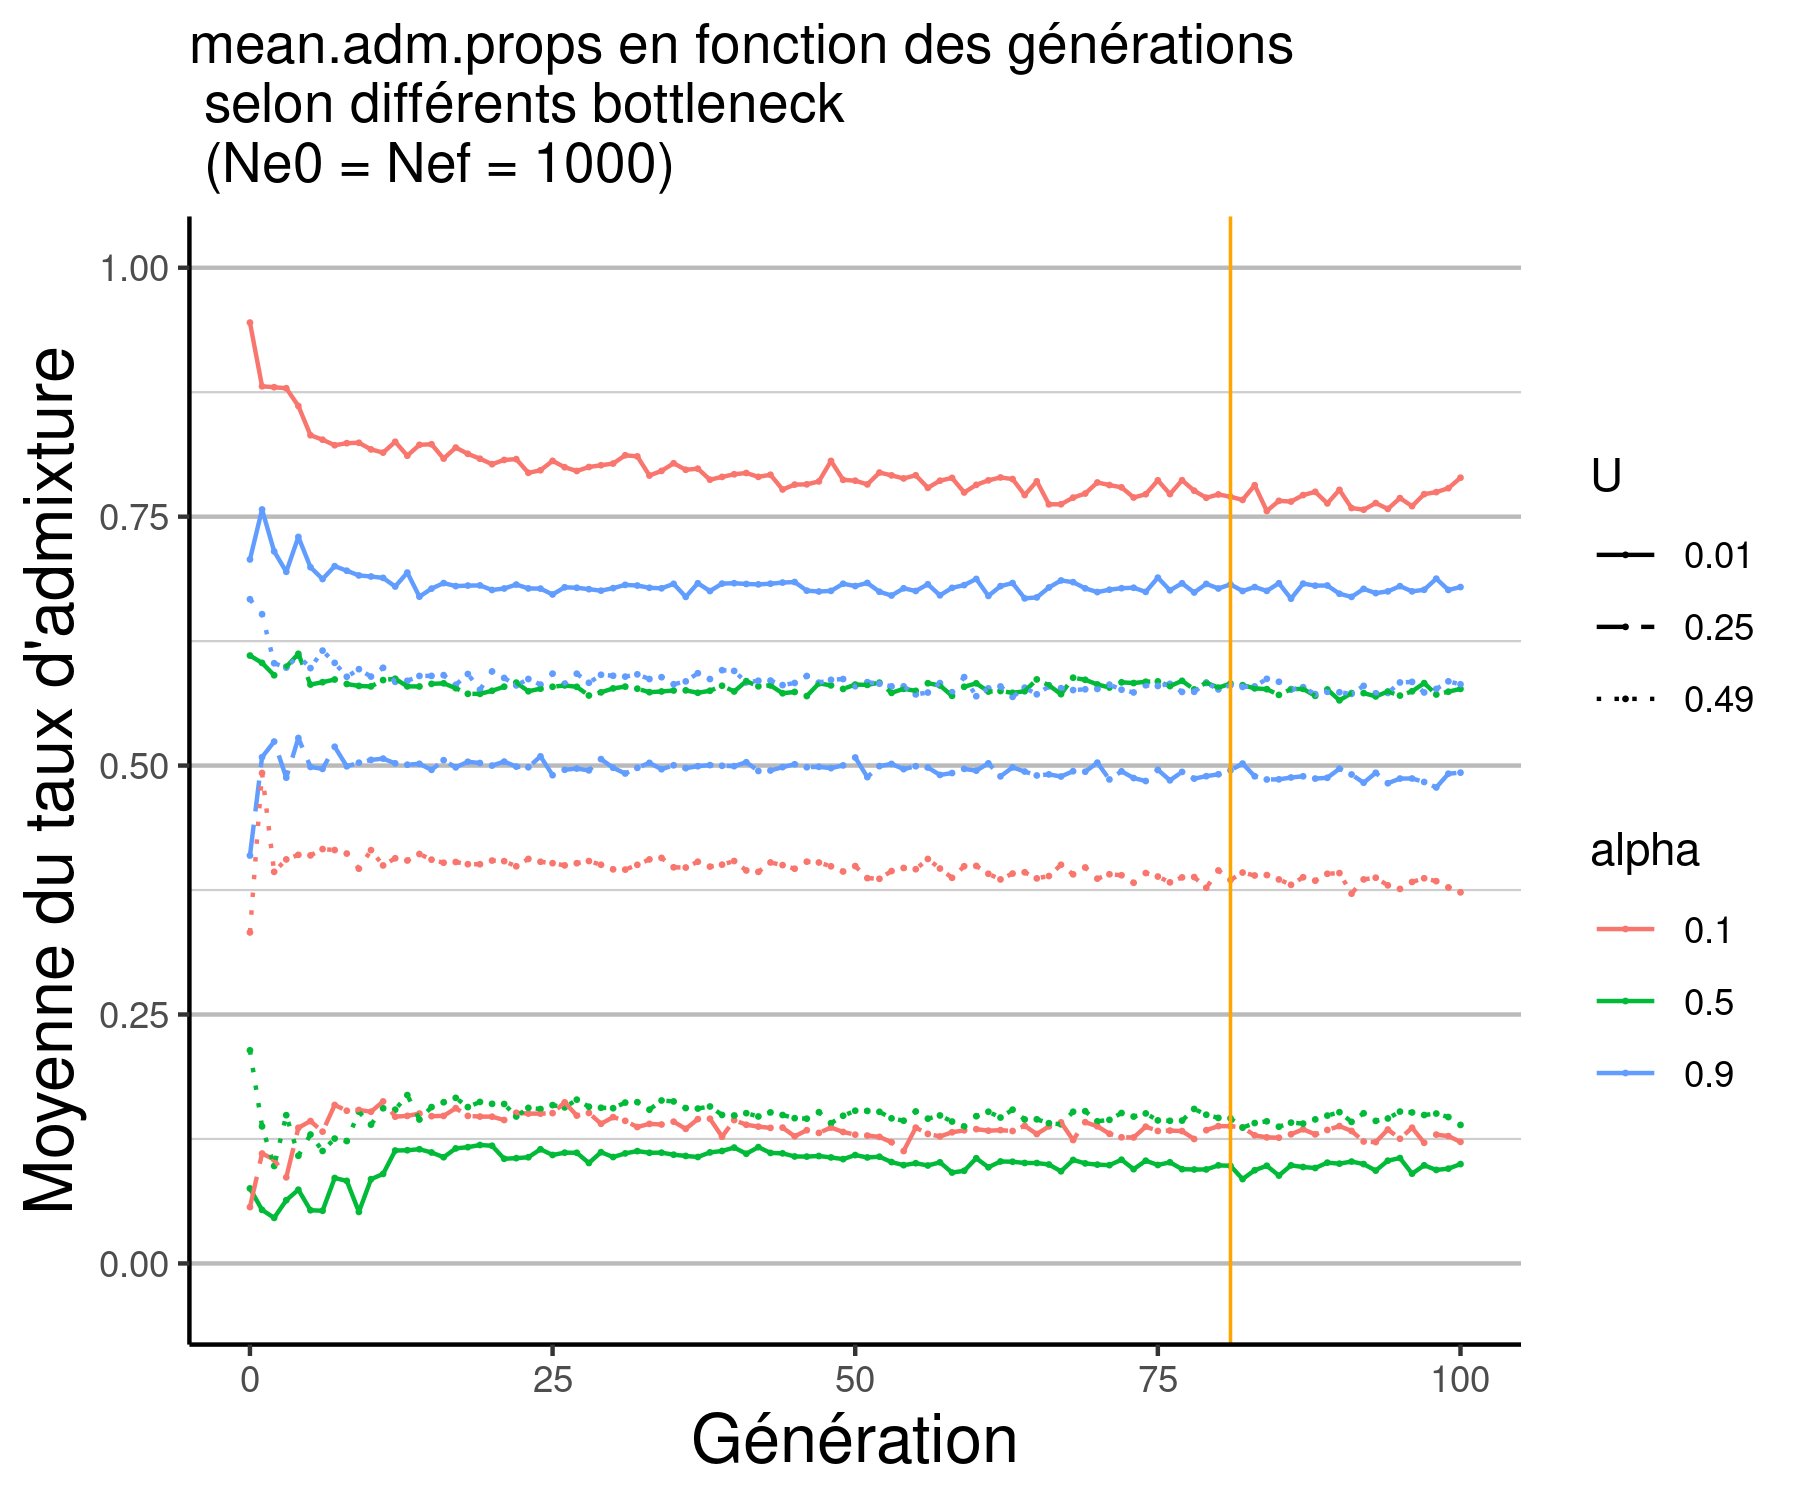 mean.adm.props en fonction des générations
selon différents bottleneck
(Ne0 = Nef = 1000)
Moyenne du taux d'admixture
1.00
0.75
0.50
0.25
0.00
0
25
50
75
100
Génération
U
0.01
0.25
0.49
alpha
0.1
0.5
0.9